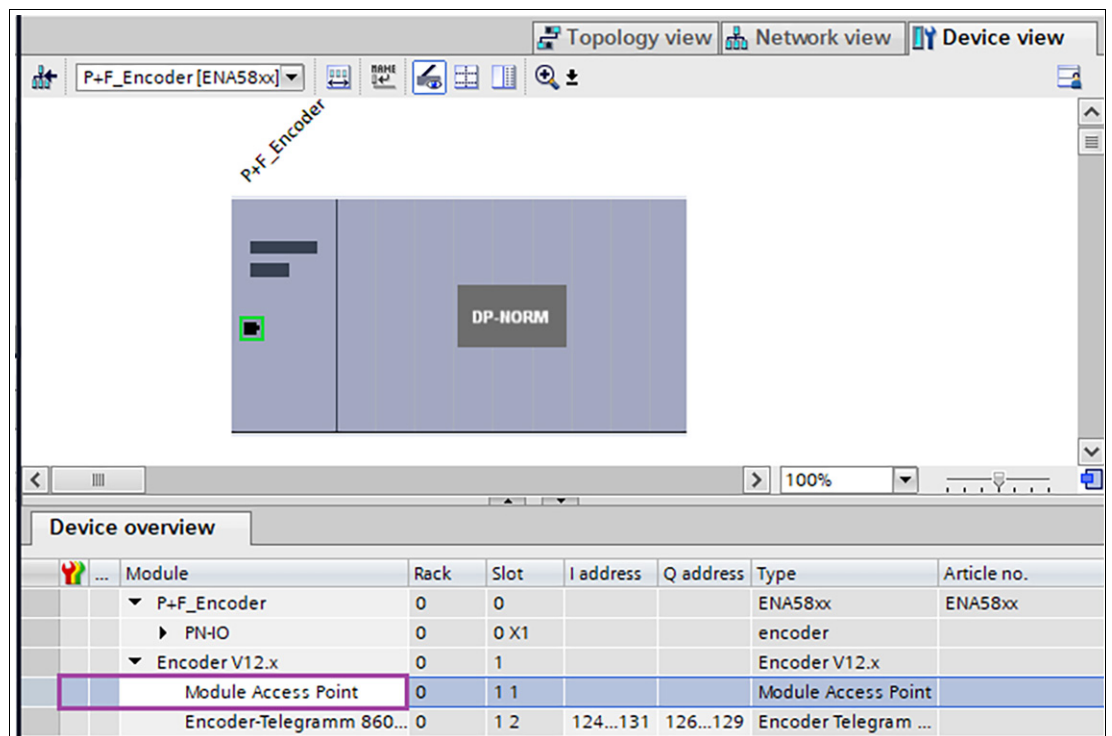 Topology view Network view Device view
P+F_Encoder [ENA58xx] NAME
P+F_Encoder
DP-NORM
100%
Device overview
... Module Rack Slot I address Q address Type Article no.
P+F_Encoder 0 0 ENA58xx ENA58xx
PN-IO 0 0 X1 encoder
Encoder V12.x 0 1 Encoder V12.x
Module Access Point 0 1 1 Module Access Point
Encoder-Telegramm 860... 0 1 2 124...131 126...129 Encoder Telegram ...